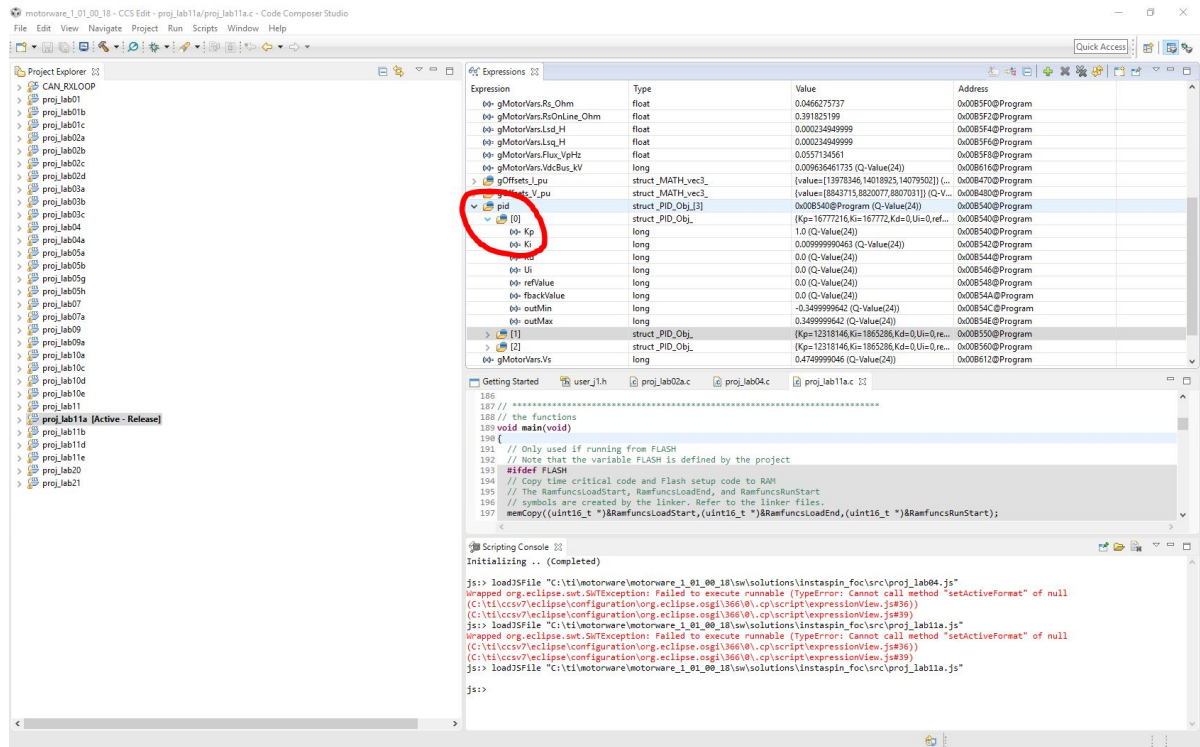 motorware_1_01_00_18 - CCS Edit - proj_lab11a/proj_lab11a.c - Code Composer Studio
File Edit View Navigate Project Run Scripts Window Help
Quick Access
Project Explorer
CAN_RXLOOP
proj_lab01
proj_lab01b
proj_lab01c
proj_lab02a
proj_lab02b
proj_lab02c
proj_lab02d
proj_lab03a
proj_lab03b
proj_lab03c
proj_lab04
proj_lab04a
proj_lab05a
proj_lab05b
proj_lab05g
proj_lab05h
proj_lab07
proj_lab07a
proj_lab09
proj_lab09a
proj_lab10a
proj_lab10c
proj_lab10d
proj_lab10e
proj_lab11
proj_lab11a [Active - Release]
proj_lab11b
proj_lab11d
proj_lab11e
proj_lab20
proj_lab21
Expressions
Expression Type Value Address
gMotorVars.Rs_Ohm float 0.0466275737 0x00B5F0@Program
gMotorVars.RsOnLine_Ohm float 0.391825199 0x00B5F2@Program
gMotorVars.Lsd_H float 0.000234949999 0x00B5F4@Program
gMotorVars.Lsq_H float 0.000234949999 0x00B5F6@Program
gMotorVars.Flux_VpHz float 0.0557134561 0x00B5F8@Program
gMotorVars.VdcBus_kV long 0.009636461735 (Q-Value(24)) 0x00B616@Program
gOffsets_I_pu struct _MATH_vec3_ {value=[13978346,14018925,14079502]} (... 0x00B470@Program
gOffsets_V_pu struct _MATH_vec3_ {value=[8843715,8820077,8807031]} (Q-V... 0x00B480@Program
pid struct _PID_Obj_[3] 0x00B540@Program (Q-Value(24)) 0x00B540@Program
[0] struct _PID_Obj_ {Kp=16777216,Ki=167772,Kd=0,Ui=0,ref... 0x00B540@Program
Kp long 1.0 (Q-Value(24)) 0x00B540@Program
Ki long 0.009999990463 (Q-Value(24)) 0x00B542@Program
Kd long 0.0 (Q-Value(24)) 0x00B544@Program
Ui long 0.0 (Q-Value(24)) 0x00B546@Program
refValue long 0.0 (Q-Value(24)) 0x00B548@Program
fbackValue long 0.0 (Q-Value(24)) 0x00B54A@Program
outMin long -0.3499999642 (Q-Value(24)) 0x00B54C@Program
outMax long 0.3499999642 (Q-Value(24)) 0x00B54E@Program
[1] struct _PID_Obj_ {Kp=12318146,Ki=1865286,Kd=0,Ui=0,re... 0x00B550@Program
[2] struct _PID_Obj_ {Kp=12318146,Ki=1865286,Kd=0,Ui=0,re... 0x00B560@Program
gMotorVars.Vs long 0.4749999046 (Q-Value(24)) 0x00B612@Program
Getting Started user_j1.h proj_lab02a.c proj_lab04.c proj_lab11a.c
186
187 // **************************************************************************
188 // the functions
189 void main(void)
190 {
191 // Only used if running from FLASH
192 // Note that the variable FLASH is defined by the project
193 #ifdef FLASH
194 // Copy time critical code and Flash setup code to RAM
195 // The RamfuncsLoadStart, RamfuncsLoadEnd, and RamfuncsRunStart
196 // symbols are created by the linker. Refer to the linker files.
197 memCopy((uint16_t *)&RamfuncsLoadStart,(uint16_t *)&RamfuncsLoadEnd,(uint16_t *)&RamfuncsRunStart);
Scripting Console
Initializing .. (Completed)
js:> loadJSFile "C:\ti\motorware\motorware_1_01_00_18\sw\solutions\instaspin_foc\src\proj_lab04.js"
Wrapped org.eclipse.swt.SWTException: Failed to execute runnable (TypeError: Cannot call method "setActiveFormat" of null
(C:\ti\ccsv7\eclipse\configuration\org.eclipse.osgi\366\0\.cp\script\expressionView.js#36))
(C:\ti\ccsv7\eclipse\configuration\org.eclipse.osgi\366\0\.cp\script\expressionView.js#39)
js:> loadJSFile "C:\ti\motorware\motorware_1_01_00_18\sw\solutions\instaspin_foc\src\proj_lab11a.js"
Wrapped org.eclipse.swt.SWTException: Failed to execute runnable (TypeError: Cannot call method "setActiveFormat" of null
(C:\ti\ccsv7\eclipse\configuration\org.eclipse.osgi\366\0\.cp\script\expressionView.js#36))
(C:\ti\ccsv7\eclipse\configuration\org.eclipse.osgi\366\0\.cp\script\expressionView.js#39)
js:> loadJSFile "C:\ti\motorware\motorware_1_01_00_18\sw\solutions\instaspin_foc\src\proj_lab11a.js"
js:>